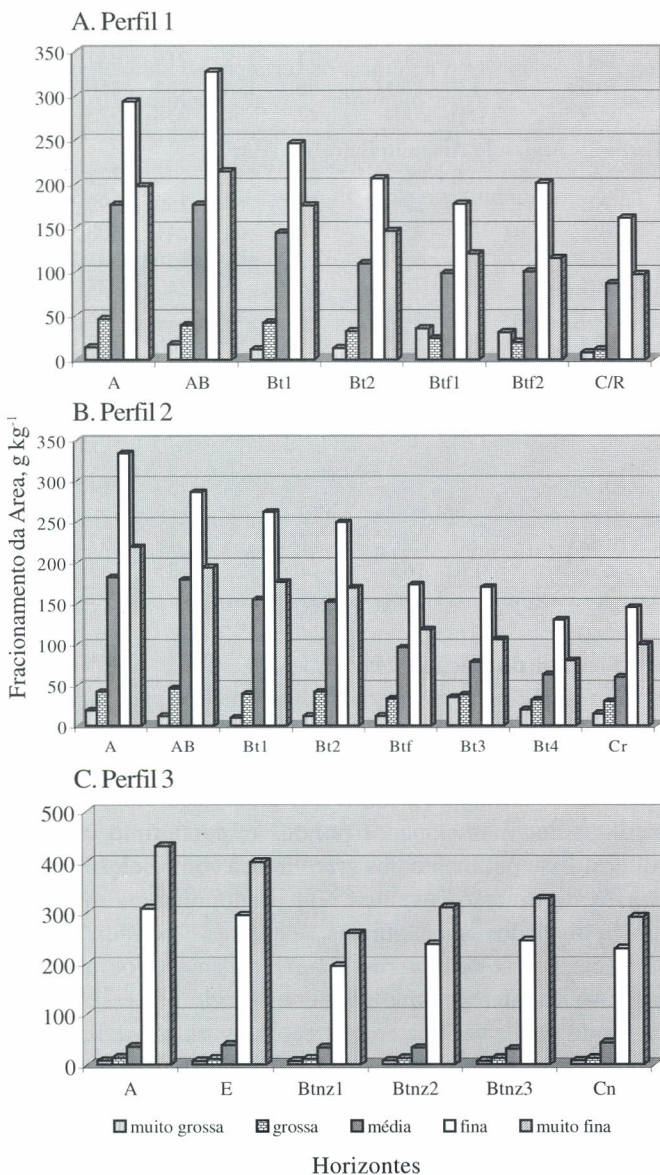 A. Perfil 1
350
300
250
200
150
100
50
0
A AB Bt1 Bt2 Btf1 Btf2 C/R
B. Perfil 2
Fracionamento da Area, g kg⁻¹
350
300
250
200
150
100
50
0
A AB Bt1 Bt2 Btf Bt3 Bt4 Cr
C. Perfil 3
500
400
300
200
100
0
A E Btnz1 Btnz2 Btnz3 Cn
muito grossa grossa média fina muito fina
Horizontes